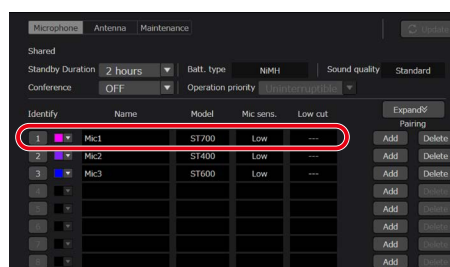 Microphone Antenna Maintenance Update
Shared
Standby Duration 2 hours Batt. type NiMH Sound quality Standard
Conference OFF Operation priority Uninterruptible
Identify Name Model Mic sens. Low cut Expand
Pairing
1 Mic1 ST700 Low --- Add Delete
2 Mic2 ST400 Low --- Add Delete
3 Mic3 ST600 Low --- Add Delete
4 Add Delete
5 Add Delete
6 Add Delete
7 Add Delete
8 Add Delete